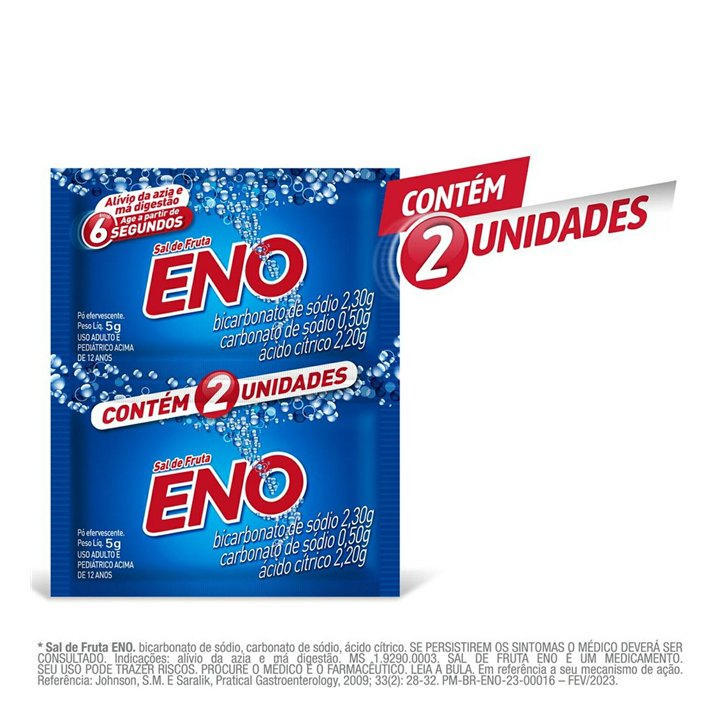 Alívio da azia e
má digestão
6 Age a partir de
SEGUNDOS
Sal de Fruta
ENO
bicarbonato de sódio 2,30g
carbonato de sódio 0,50g
ácido cítrico 2,20g
Pó efervescente.
Peso Líq. 5g
USO ADULTO E
PEDIÁTRICO ACIMA
DE 12 ANOS
CONTÉM
2 UNIDADES
CONTÉM 2 UNIDADES
Sal de Fruta
ENO
bicarbonato de sódio 2,30g
carbonato de sódio 0,50g
ácido cítrico 2,20g
Pó efervescente.
Peso Líq. 5g
USO ADULTO E
PEDIÁTRICO ACIMA
DE 12 ANOS
* Sal de Fruta ENO. bicarbonato de sódio, carbonato de sódio, ácido cítrico. SE PERSISTIREM OS SINTOMAS O MÉDICO DEVERÁ SER
CONSULTADO. Indicações: alívio da azia e má digestão. MS 1.9290.0003. SAL DE FRUTA ENO É UM MEDICAMENTO.
SEU USO PODE TRAZER RISCOS. PROCURE O MÉDICO E O FARMACÊUTICO. LEIA A BULA. Em referência a seu mecanismo de ação.
Referência: Johnson, S.M. E Saralik, Pratical Gastroenterology, 2009; 33(2): 28-32. PM-BR-ENO-23-00016 – FEV/2023.